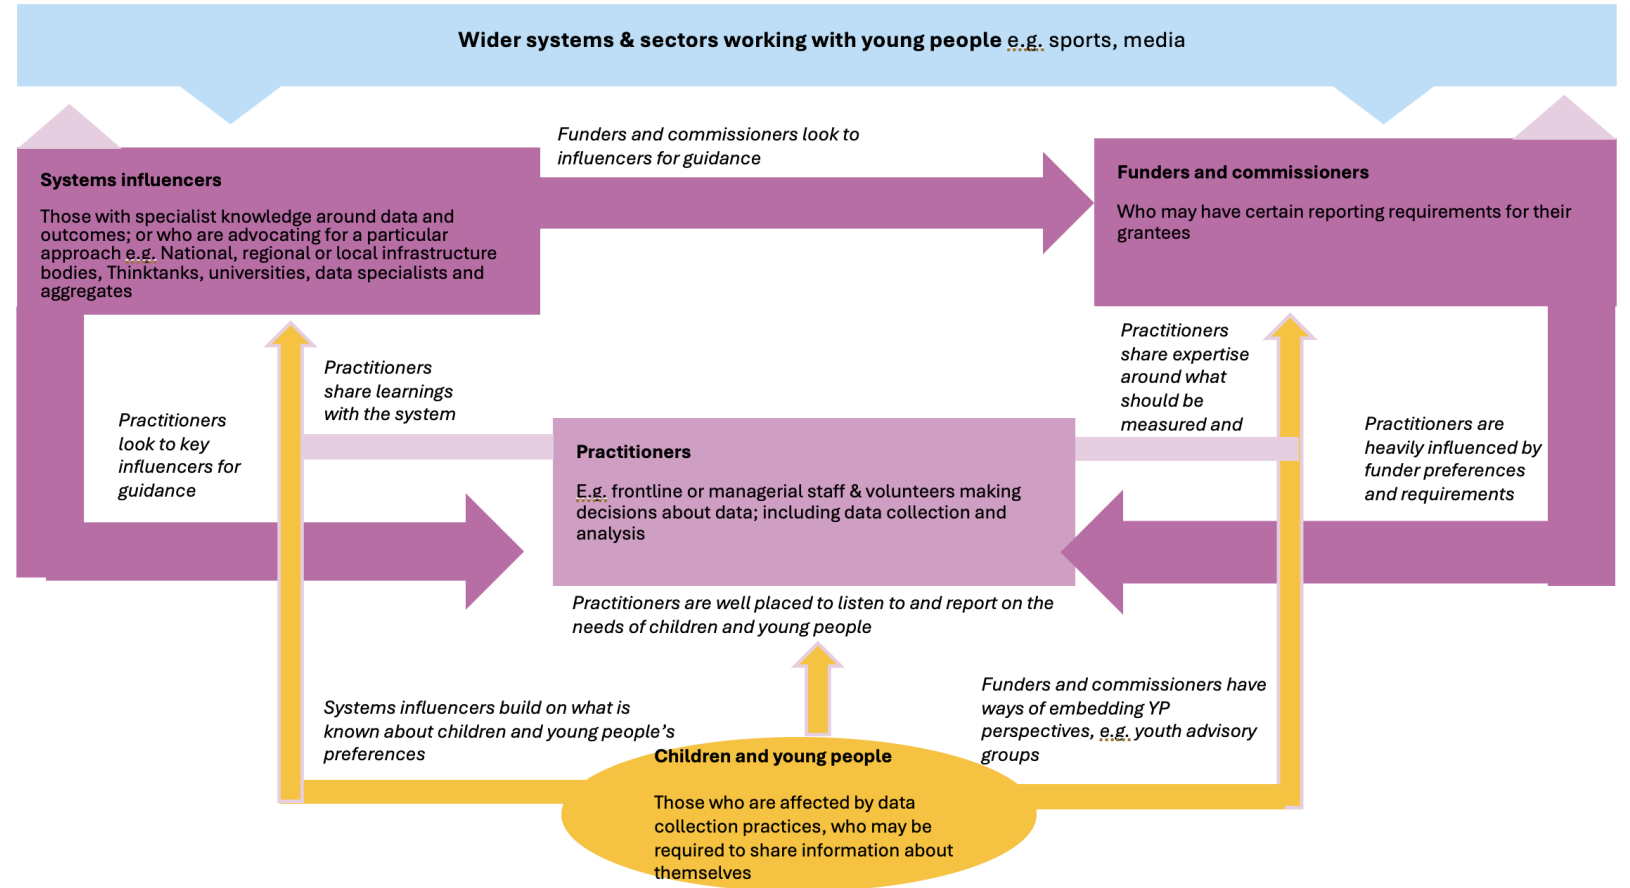 Wider systems & sectors working with young people e.g. sports, media
Funders and commissioners look to
influencers for guidance
Systems influencers
Those with specialist knowledge around data and
outcomes; or who are advocating for a particular
approach e.g. National, regional or local infrastructure
bodies, Thinktanks, universities, data specialists and
aggregates
Funders and commissioners
Who may have certain reporting requirements for their
grantees
Practitioners
share learnings
with the system
Practitioners
share expertise
around what
should be
measured and
Practitioners
look to key
influencers for
guidance
Practitioners are
heavily influenced by
funder preferences
and requirements
Practitioners
E.g. frontline or managerial staff & volunteers making
decisions about data; including data collection and
analysis
Practitioners are well placed to listen to and report on the
needs of children and young people
Systems influencers build on what is
known about children and young people’s
preferences
Funders and commissioners have
ways of embedding YP
perspectives, e.g. youth advisory
groups
Children and young people
Those who are affected by data
collection practices, who may be
required to share information about
themselves